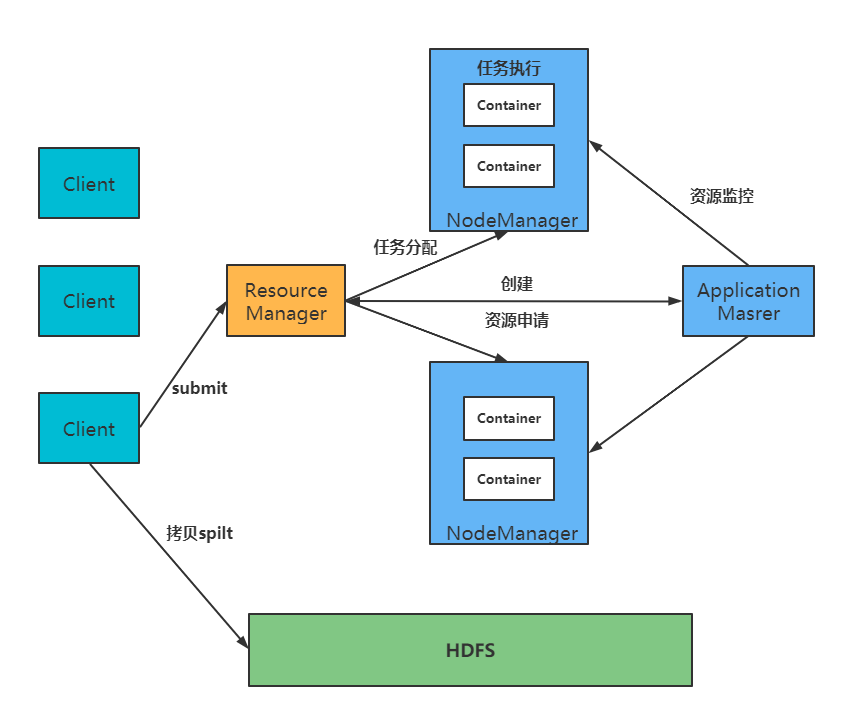 任务执行
Container
Container
NodeManager
Client
Client
Client
submit
拷贝spilt
Resource
Manager
任务分配
创建
资源申请
资源监控
Application
Masrer
Container
Container
NodeManager
HDFS